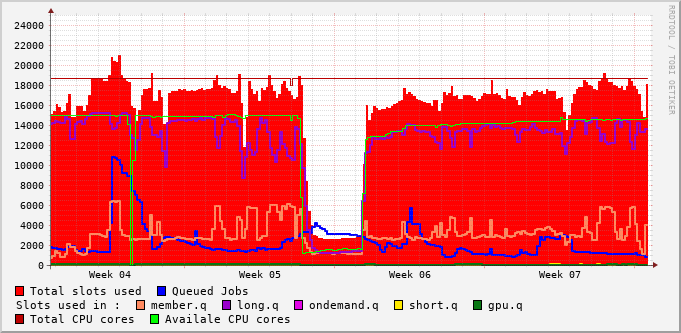 24000
22000
20000
18000
16000
14000
12000
10000
8000
6000
4000
2000
0
Week 04 Week 05 Week 06 Week 07
RRDTOOL / TOBI OETIKER
Total slots used Queued Jobs
Slots used in : member.q long.q ondemand.q short.q gpu.q
Total CPU cores Availale CPU cores